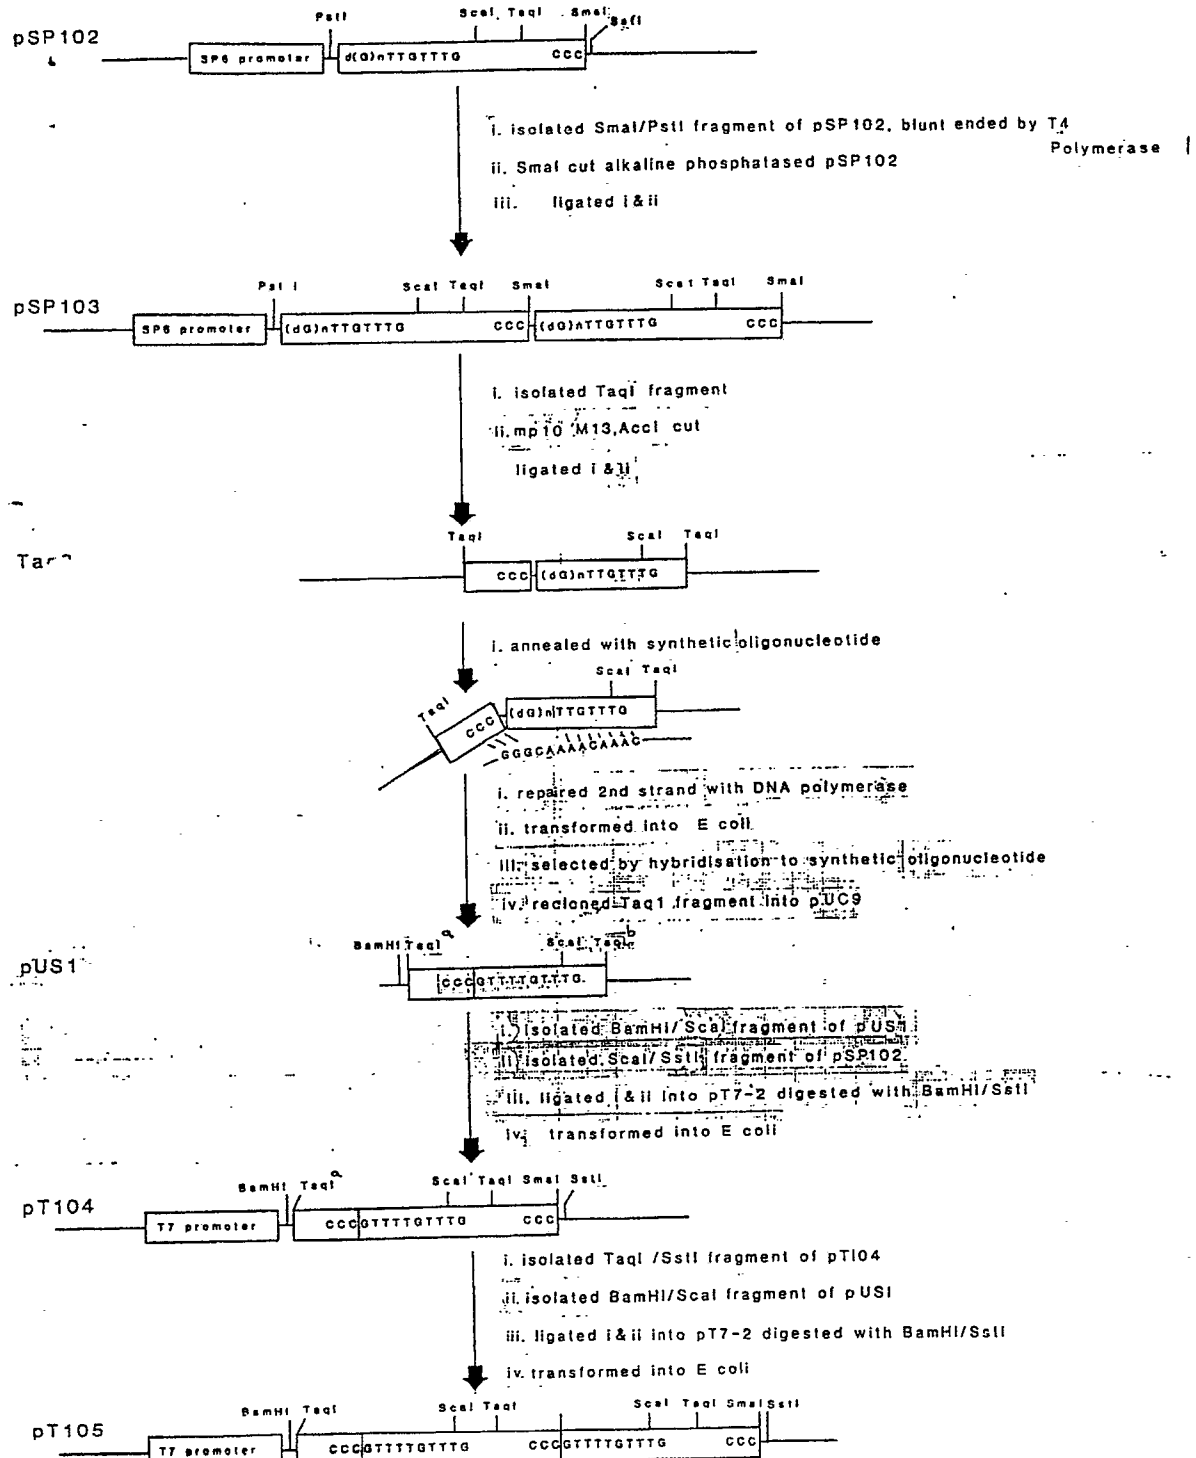 PstI ScaI TaqI SmaI SstI
pSP102
SP6 promoter d(G)nTTGTTTG CCC
i. isolated SmaI/PstI fragment of pSP102, blunt ended by T4
Polymerase
ii. SmaI cut alkaline phosphatased pSP102
iii. ligated i & ii
Pst I ScaI TaqI SmaI ScaI TaqI SmaI
pSP103
SP6 promoter (dG)nTTGTTTG CCC (dG)nTTGTTTG CCC
i. isolated TaqI fragment
ii. mp10 M13, AccI cut
ligated i & ii
TaqI ScaI TaqI
CCC (dG)nTTGTTTG
i. annealed with synthetic oligonucleotide
ScaI TaqI
TaqI
CCC (dG)nTTGTTTG
GGGCAAAACAAAC
i. repaired 2nd strand with DNA polymerase
ii. transformed into E coli
iii. selected by hybridisation to synthetic oligonucleotide
iv. recloned Taq1 fragment into pUC9
BamHI TaqI a ScaI TaqI b
pUS1
CCCGTTTTGTTTG
i. isolated BamHI/ScaI fragment of pUS1
ii. isolated ScaI/SstI fragment of pSP102
iii. ligated i & ii into pT7-2 digested with BamHI/SstI
iv. transformed into E coli
BamHI TaqI a ScaI TaqI SmaI SstI
pT104
T7 promoter CCCGTTTTGTTTG CCC
i. isolated TaqI /SstI fragment of pT104
ii. isolated BamHI/ScaI fragment of pUSI
iii. ligated i & ii into pT7-2 digested with BamHI/SstI
iv. transformed into E coli
BamHI TaqI ScaI TaqI ScaI TaqI SmaI SstI
pT105
T7 promoter CCCGTTTTGTTTG CCCGTTTTGTTTG CCC